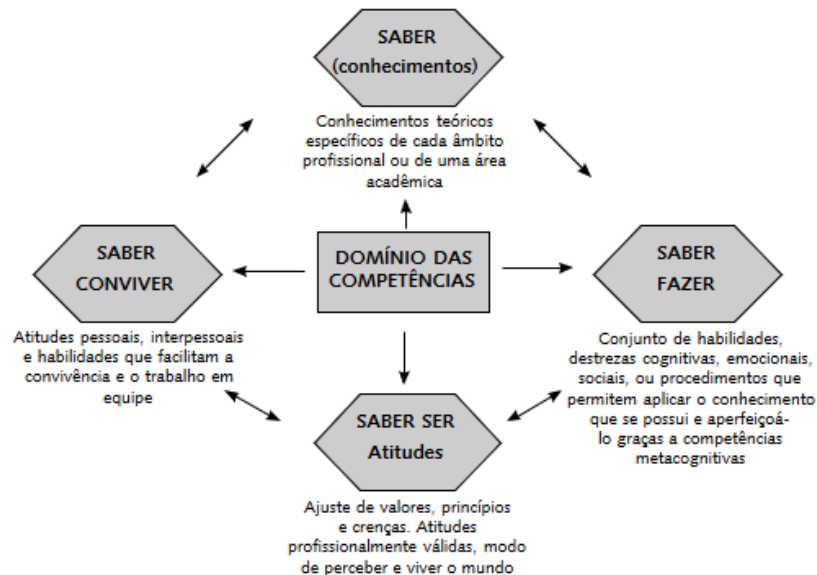 SABER
(conhecimentos)
Conhecimentos teóricos
específicos de cada âmbito
profissional ou de uma área
acadêmica
SABER
CONVIVER
Atitudes pessoais, interpessoais
e habilidades que facilitam a
convivência e o trabalho em
equipe
DOMÍNIO DAS
COMPETÊNCIAS
SABER
FAZER
Conjunto de habilidades,
destrezas cognitivas, emocionais,
sociais, ou procedimentos que
permitem aplicar o conhecimento
que se possui e aperfeiçoá-
lo graças a competências
metacognitivas
SABER SER
Atitudes
Ajuste de valores, princípios
e crenças. Atitudes
profissionalmente válidas, modo
de perceber e viver o mundo